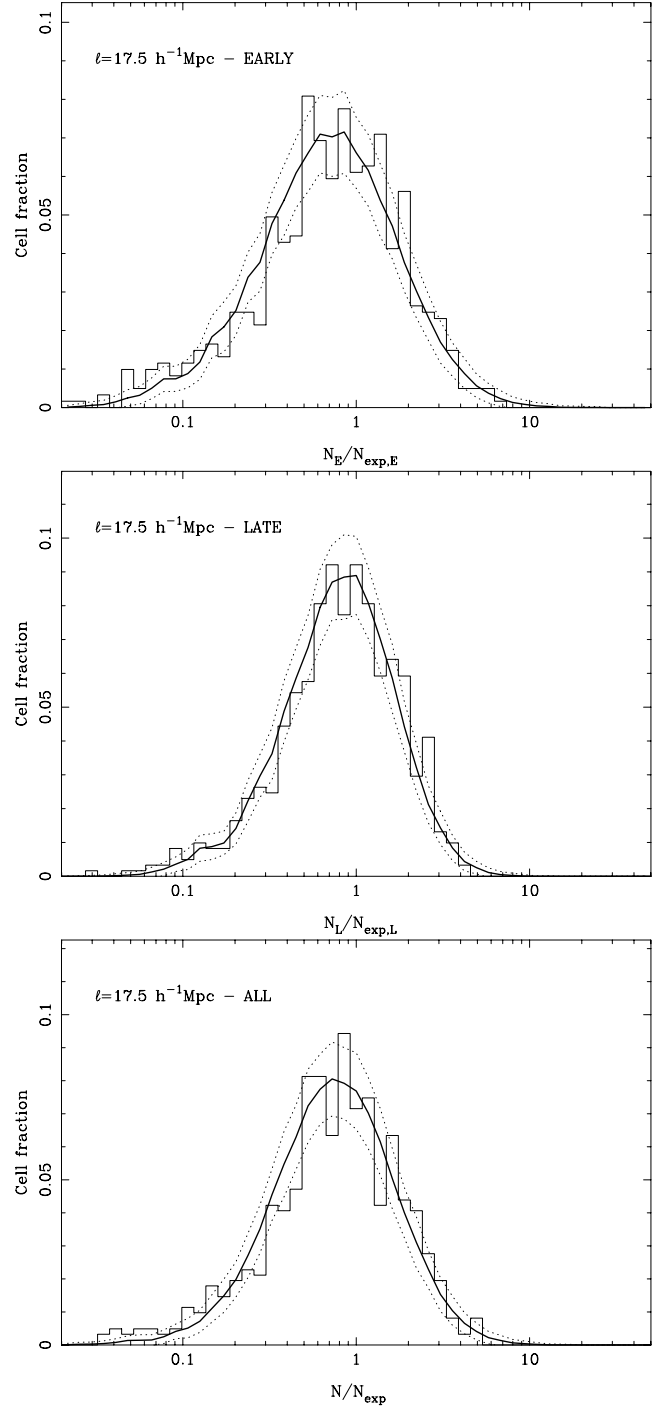 0.1
ℓ=17.5 h⁻¹Mpc − EARLY
Cell fraction
0.05
0
0.1 1 10
N_E/N_exp,E
0.1
ℓ=17.5 h⁻¹Mpc − LATE
Cell fraction
0.05
0
0.1 1 10
N_L/N_exp,L
0.1
ℓ=17.5 h⁻¹Mpc − ALL
Cell fraction
0.05
0
0.1 1 10
N/N_exp